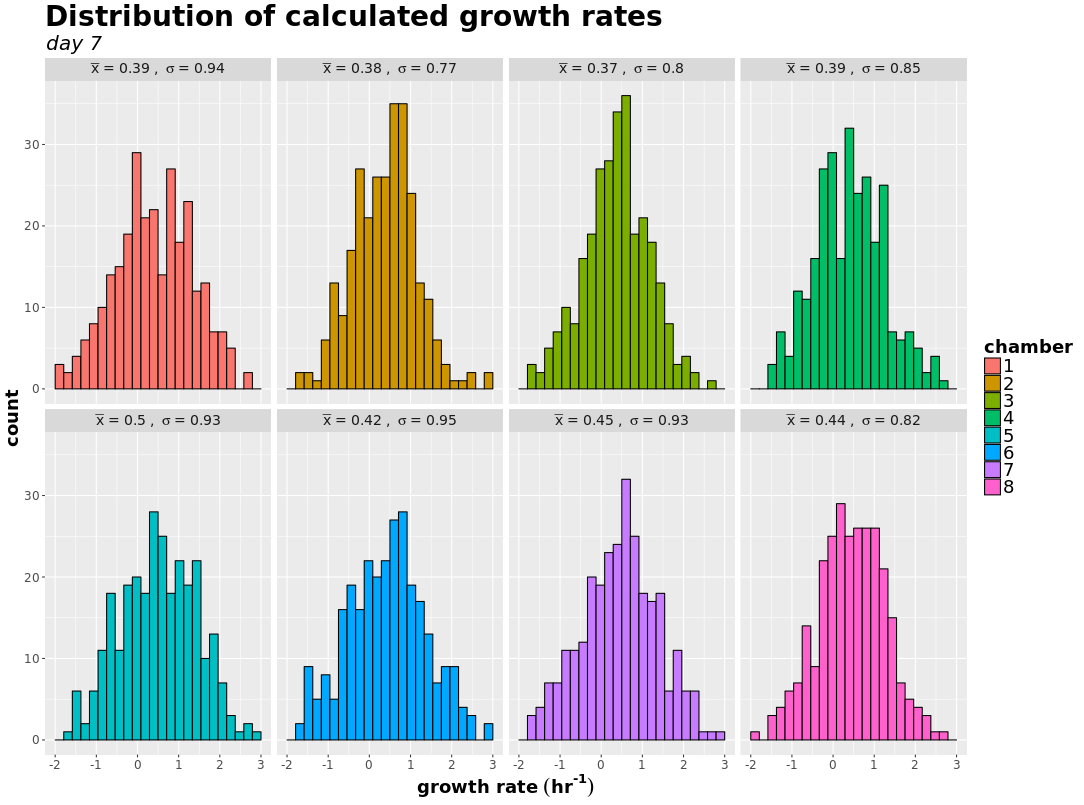 Distribution of calculated growth rates
day 7
x̅ = 0.39 , σ = 0.94
x̅ = 0.38 , σ = 0.77
x̅ = 0.37 , σ = 0.8
x̅ = 0.39 , σ = 0.85
30
20
10
0
x̅ = 0.5 , σ = 0.93
x̅ = 0.42 , σ = 0.95
x̅ = 0.45 , σ = 0.93
x̅ = 0.44 , σ = 0.82
30
20
10
0
-2 -1 0 1 2 3
-2 -1 0 1 2 3
-2 -1 0 1 2 3
-2 -1 0 1 2 3
count
growth rate (hr⁻¹)
chamber
1
2
3
4
5
6
7
8